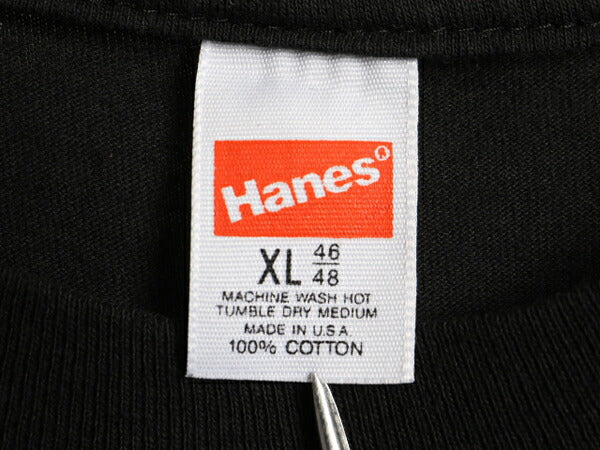 Hanes®
XL 46/48
MACHINE WASH HOT
TUMBLE DRY MEDIUM
MADE IN U.S.A.
100% COTTON